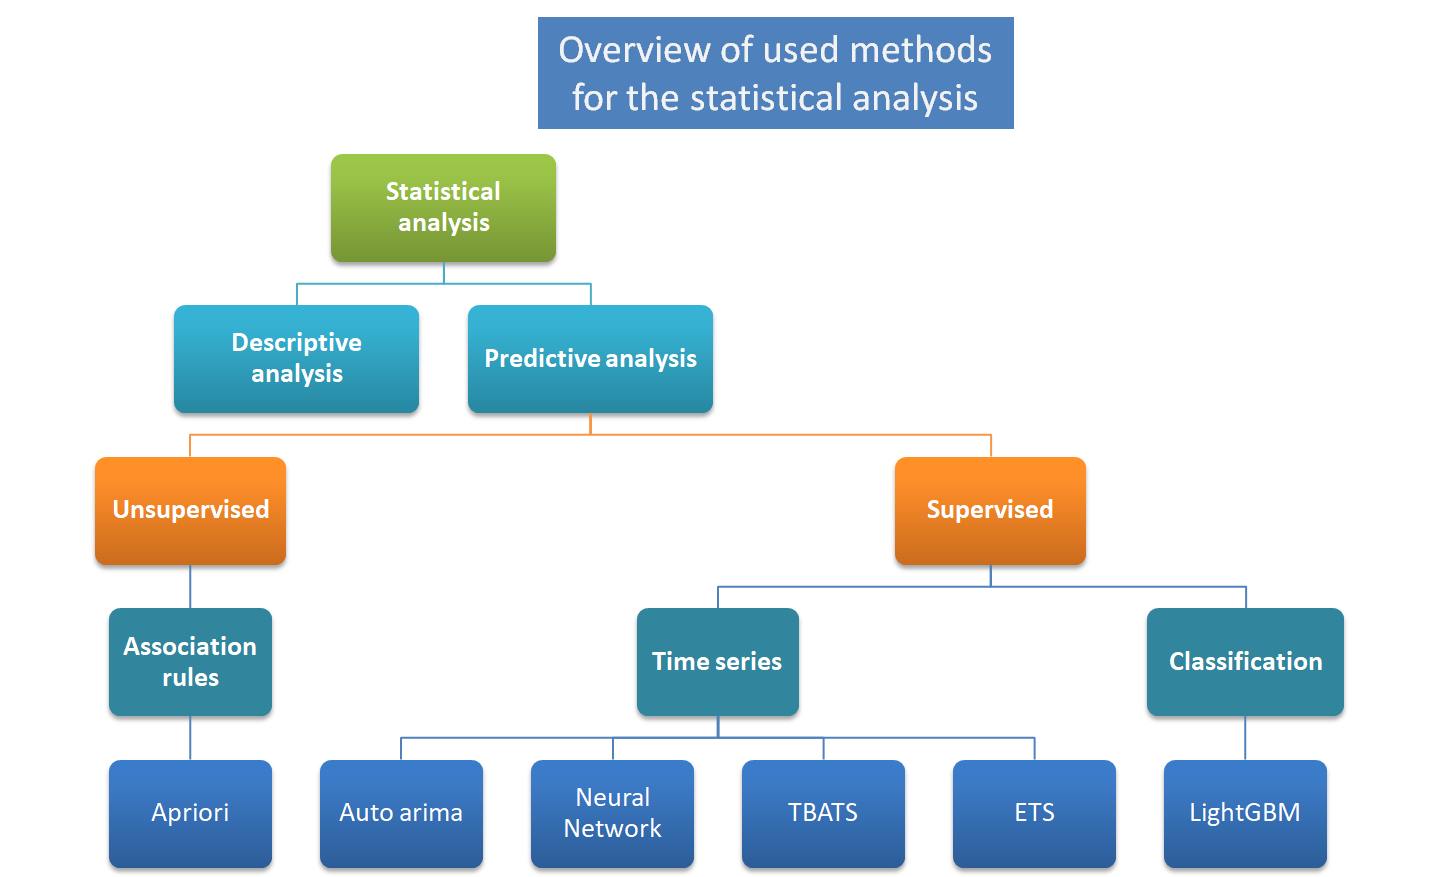 Overview of used methods
for the statistical analysis
Statistical
analysis
Descriptive
analysis
Predictive analysis
Unsupervised
Supervised
Association
rules
Time series
Classification
Apriori
Auto arima
Neural
Network
TBATS
ETS
LightGBM